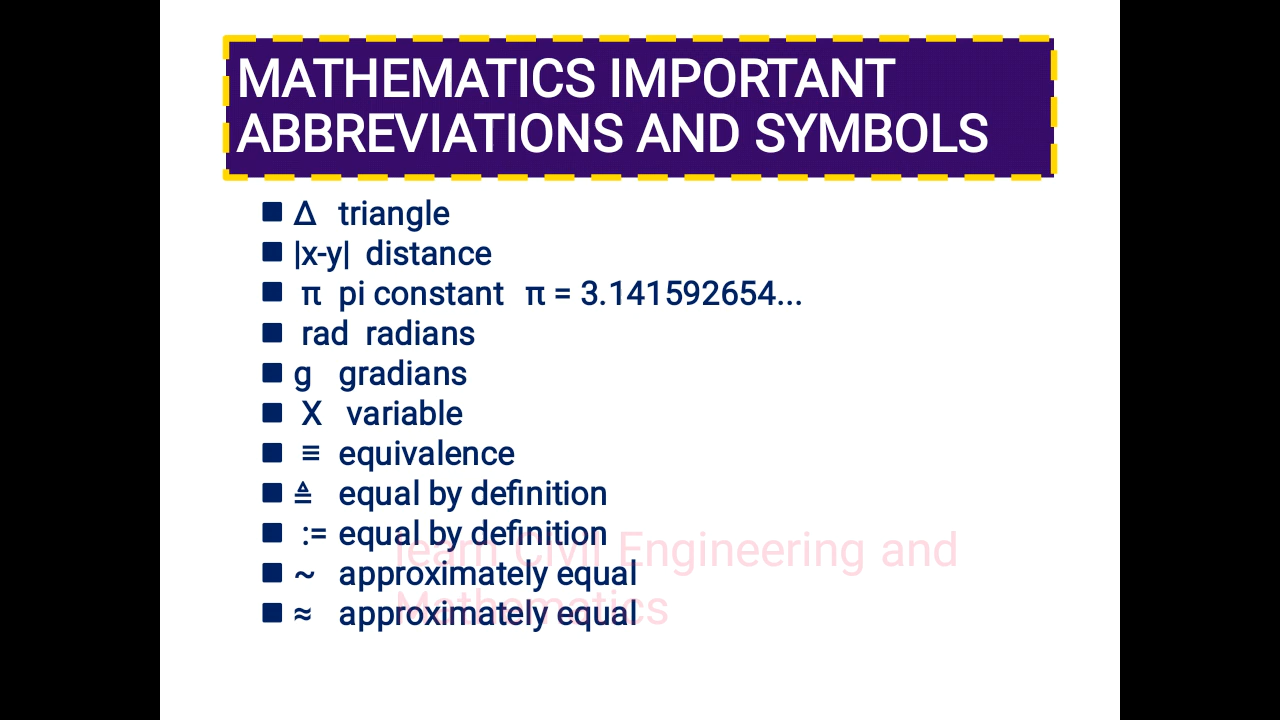 MATHEMATICS IMPORTANT
ABBREVIATIONS AND SYMBOLS
■ Δ triangle
■ |x-y| distance
■ π pi constant π = 3.141592654...
■ rad radians
■ g gradians
■ X variable
■ ≡ equivalence
■ ≜ equal by definition
■ := equal by definition
■ ~ approximately equal
■ ≈ approximately equal
learn Civil Engineering and
Mathematics